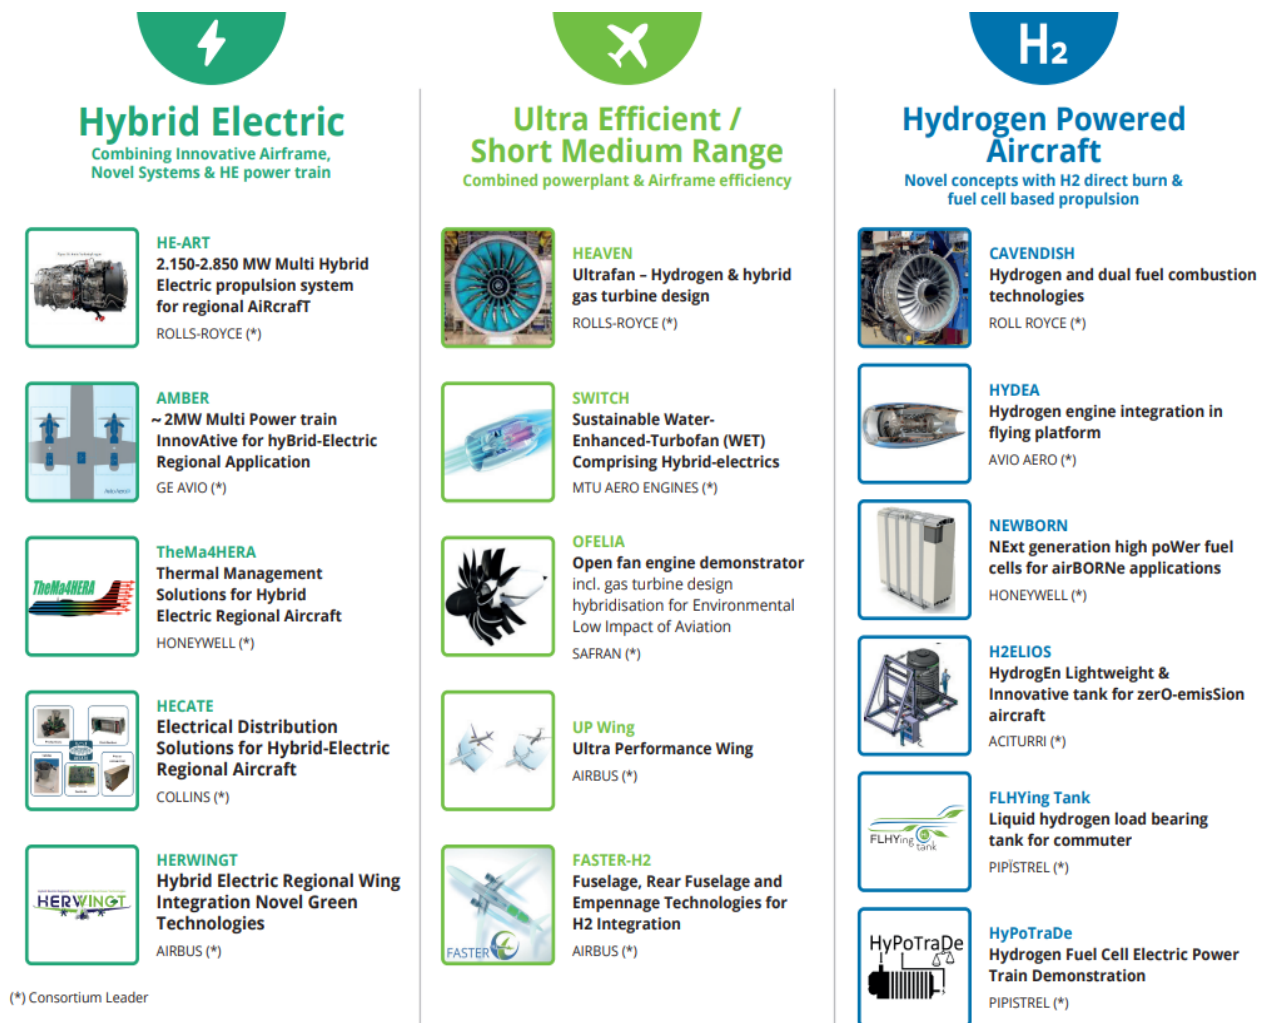 H2
Hybrid Electric
Combining Innovative Airframe,
Novel Systems & HE power train
HE-ART
2.150-2.850 MW Multi Hybrid
Electric propulsion system
for regional AiRcrafT
ROLLS-ROYCE (*)
AMBER
~ 2MW Multi Power train
InnovAtive for hyBrid-Electric
Regional Application
GE AVIO (*)
TheMa4HERA
TheMa4HERA
Thermal Management
Solutions for Hybrid
Electric Regional Aircraft
HONEYWELL (*)
HECATE
Electrical Distribution
Solutions for Hybrid-Electric
Regional Aircraft
COLLINS (*)
HERWINGT
HERWINGT
Hybrid Electric Regional Wing
Integration Novel Green
Technologies
AIRBUS (*)
(*) Consortium Leader
Ultra Efficient /
Short Medium Range
Combined powerplant & Airframe efficiency
HEAVEN
Ultrafan – Hydrogen & hybrid
gas turbine design
ROLLS-ROYCE (*)
SWITCH
Sustainable Water-
Enhanced-Turbofan (WET)
Comprising Hybrid-electrics
MTU AERO ENGINES (*)
OFELIA
Open fan engine demonstrator
incl. gas turbine design
hybridisation for Environmental
Low Impact of Aviation
SAFRAN (*)
UP Wing
Ultra Performance Wing
AIRBUS (*)
FASTER
FASTER-H2
Fuselage, Rear Fuselage and
Empennage Technologies for
H2 Integration
AIRBUS (*)
Hydrogen Powered
Aircraft
Novel concepts with H2 direct burn &
fuel cell based propulsion
CAVENDISH
Hydrogen and dual fuel combustion
technologies
ROLL ROYCE (*)
HYDEA
Hydrogen engine integration in
flying platform
AVIO AERO (*)
NEWBORN
NExt generation high poWer fuel
cells for airBORNe applications
HONEYWELL (*)
H2ELIOS
HydrogEn Lightweight &
Innovative tank for zerO-emisSion
aircraft
ACITURRI (*)
FLHYing
tank
FLHYing Tank
Liquid hydrogen load bearing
tank for commuter
PIPÏSTREL (*)
HyPoTraDe
HyPoTraDe
Hydrogen Fuel Cell Electric Power
Train Demonstration
PIPISTREL (*)